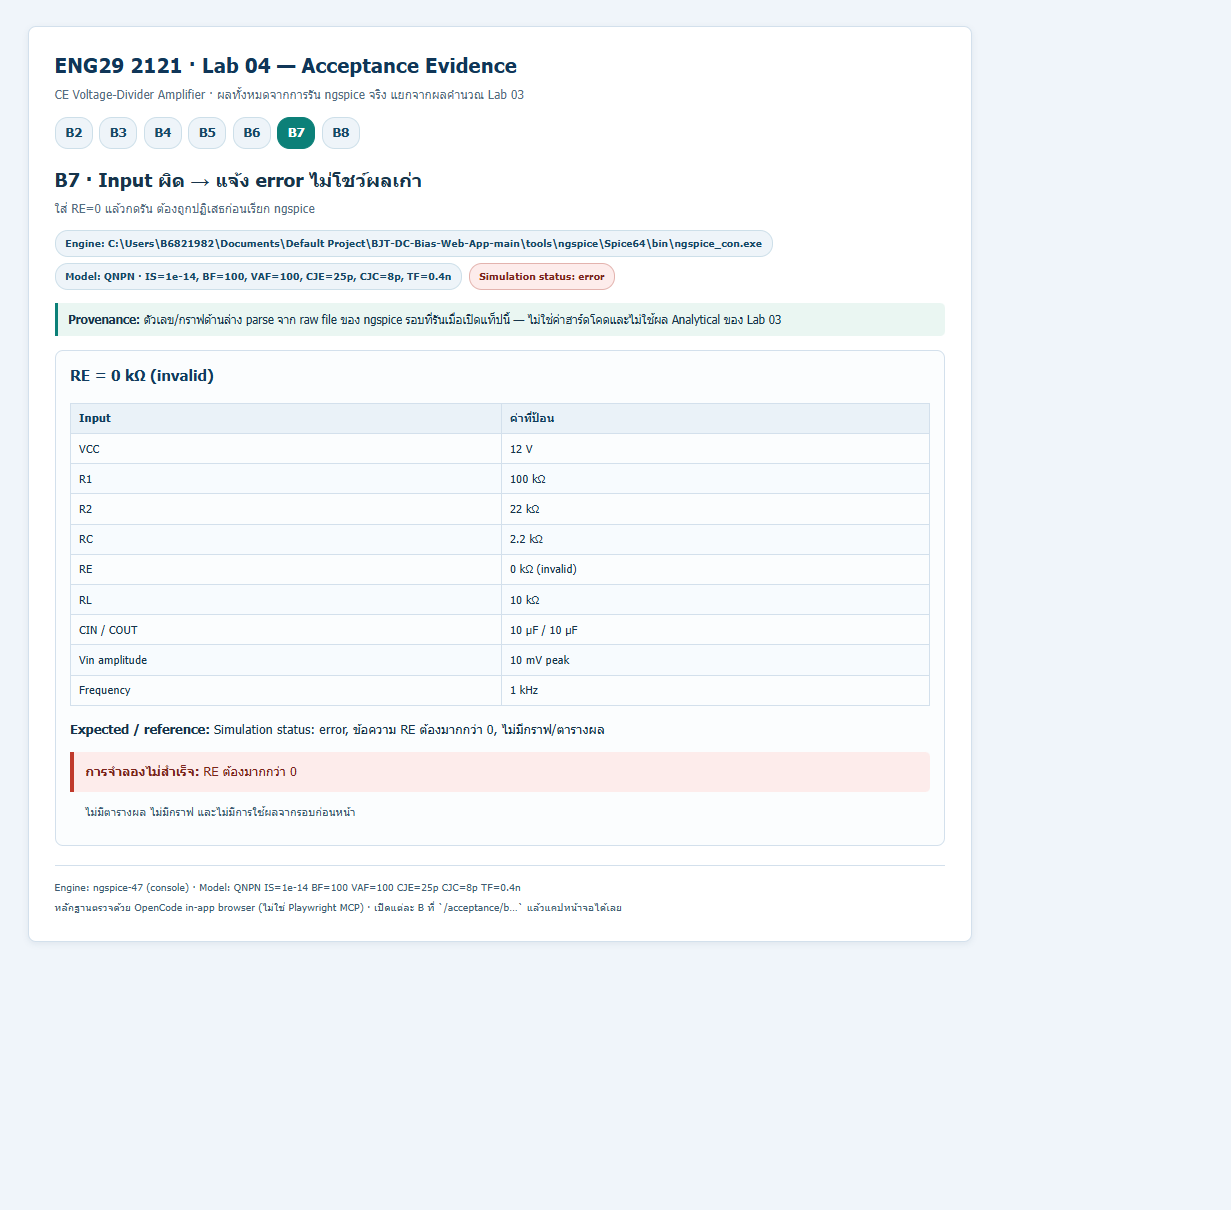 ENG29 2121 · Lab 04 — Acceptance Evidence
CE Voltage-Divider Amplifier · ผลทั้งหมดจากการรัน ngspice จริง แยกจากผลคำนวณ Lab 03
B2 B3 B4 B5 B6 B7 B8
B7 · Input ผิด → แจ้ง error ไม่โชว์ผลเก่า
ใส่ RE=0 แล้วกดรัน ต้องถูกปฏิเสธก่อนเรียก ngspice
Engine: C:\Users\B6821982\Documents\Default Project\BJT-DC-Bias-Web-App-main\tools\ngspice\Spice64\bin\ngspice_con.exe
Model: QNPN · IS=1e-14, BF=100, VAF=100, CJE=25p, CJC=8p, TF=0.4n Simulation status: error
Provenance: ตัวเลข/กราฟด้านล่าง parse จาก raw file ของ ngspice รอบที่รันเมื่อเปิดแท็ปนี้ — ไม่ใช่ค่าฮาร์ดโคดและไม่ใช้ผล Analytical ของ Lab 03
RE = 0 kΩ (invalid)
Input ค่าที่ป้อน
VCC 12 V
R1 100 kΩ
R2 22 kΩ
RC 2.2 kΩ
RE 0 kΩ (invalid)
RL 10 kΩ
CIN / COUT 10 µF / 10 µF
Vin amplitude 10 mV peak
Frequency 1 kHz
Expected / reference: Simulation status: error, ข้อความ RE ต้องมากกว่า 0, ไม่มีกราฟ/ตารางผล
การจำลองไม่สำเร็จ: RE ต้องมากกว่า 0
ไม่มีตารางผล ไม่มีกราฟ และไม่มีการใช้ผลจากรอบก่อนหน้า
Engine: ngspice-47 (console) · Model: QNPN IS=1e-14 BF=100 VAF=100 CJE=25p CJC=8p TF=0.4n
หลักฐานตรวจด้วย OpenCode in-app browser (ไม่ใช่ Playwright MCP) · เปิดแต่ละ B ที่ `/acceptance/b…` แล้วแคปหน้าจอได้เลย